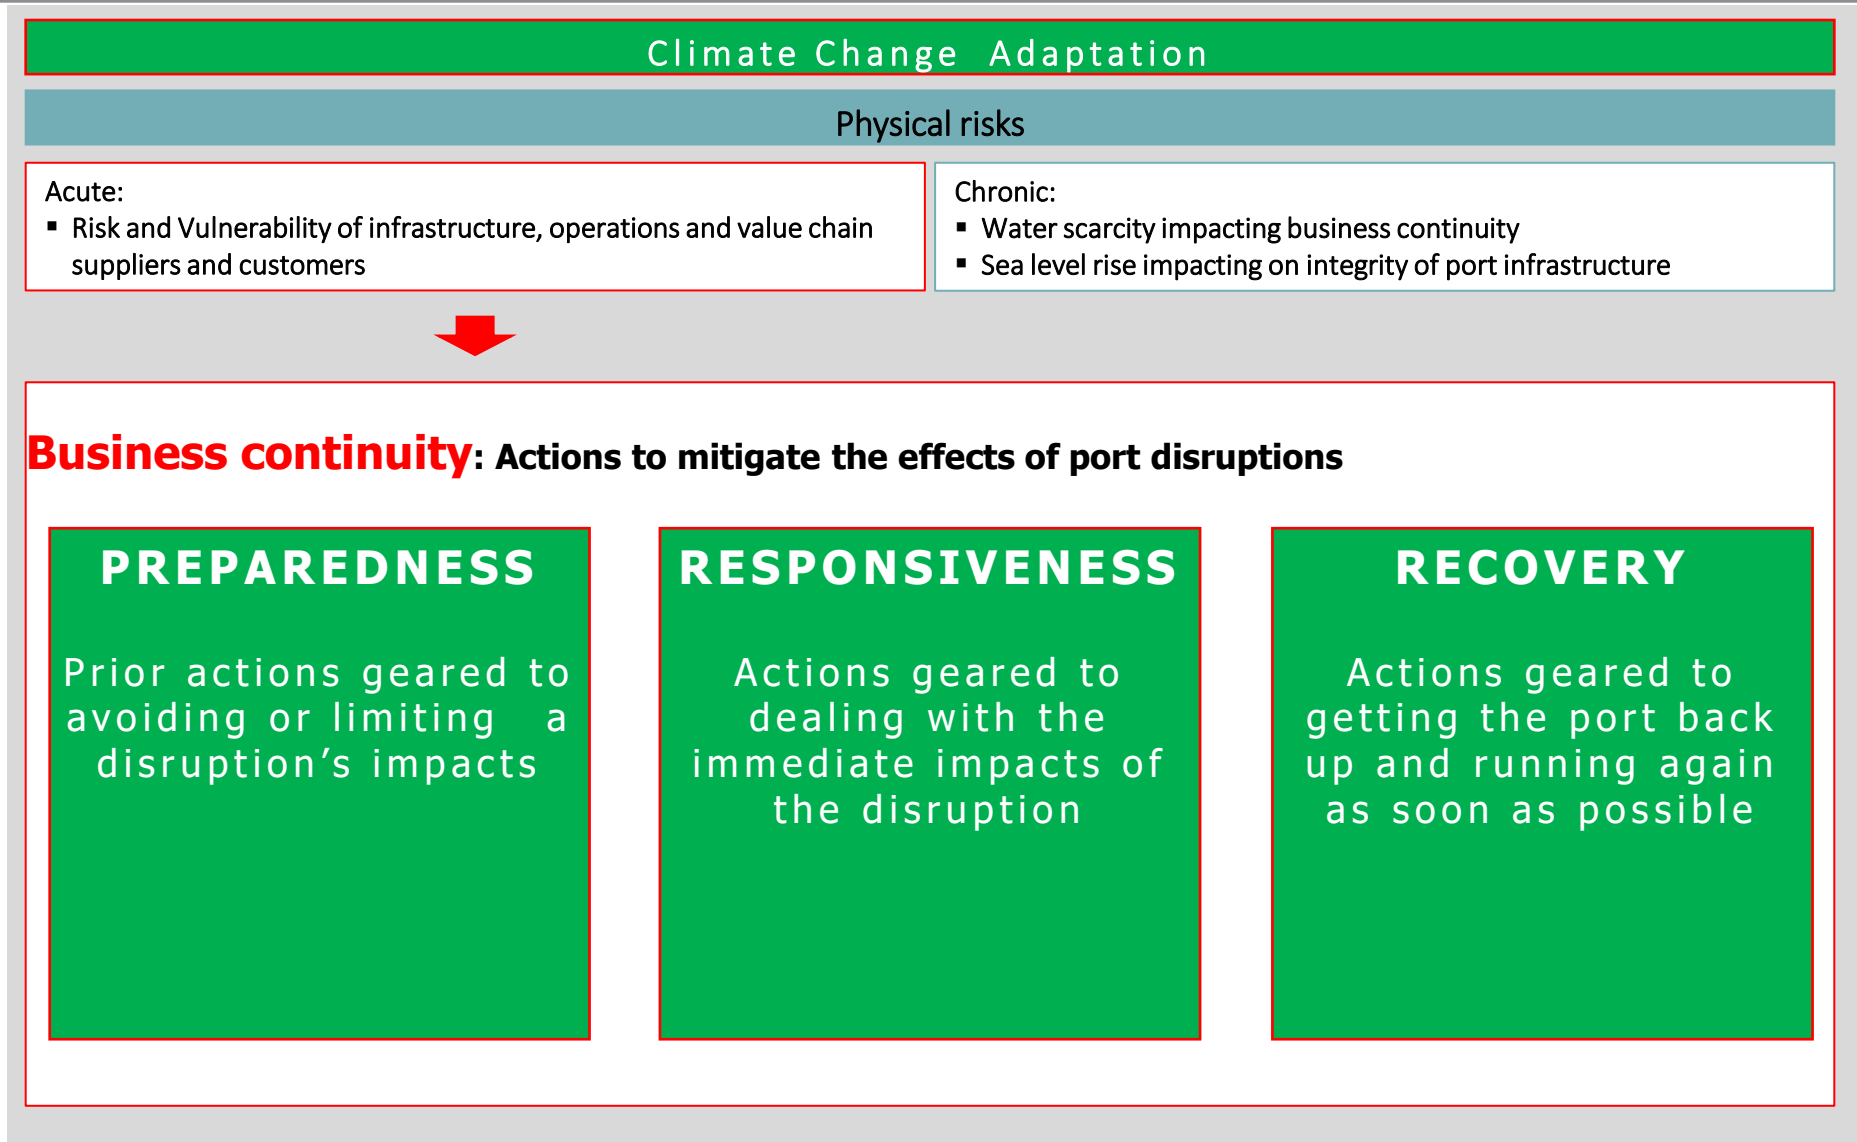 Climate Change Adaptation
Physical risks
Acute:
▪ Risk and Vulnerability of infrastructure, operations and value chain
suppliers and customers
Chronic:
▪ Water scarcity impacting business continuity
▪ Sea level rise impacting on integrity of port infrastructure
Business continuity: Actions to mitigate the effects of port disruptions
PREPAREDNESS
Prior actions geared to
avoiding or limiting a
disruption’s impacts
RESPONSIVENESS
Actions geared to
dealing with the
immediate impacts of
the disruption
RECOVERY
Actions geared to
getting the port back
up and running again
as soon as possible